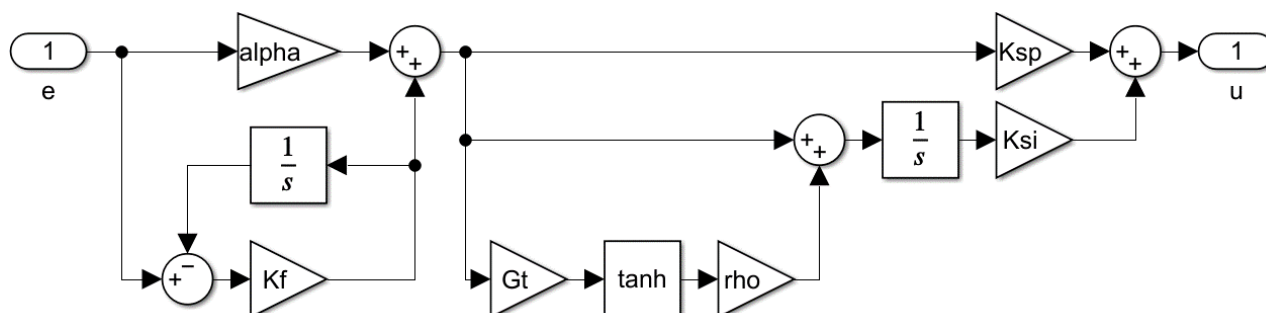 1
e
alpha
+
+
1
s
+
−
Kf
Gt
tanh
rho
+
+
1
s
Ksp
Ksi
+
+
1
u